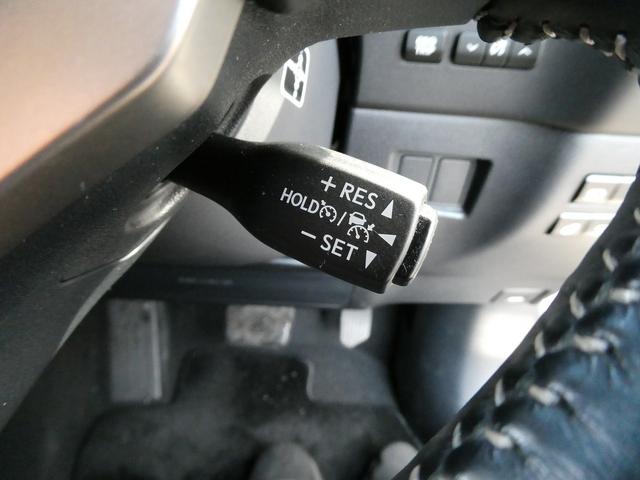 + RES
HOLD /
- SET